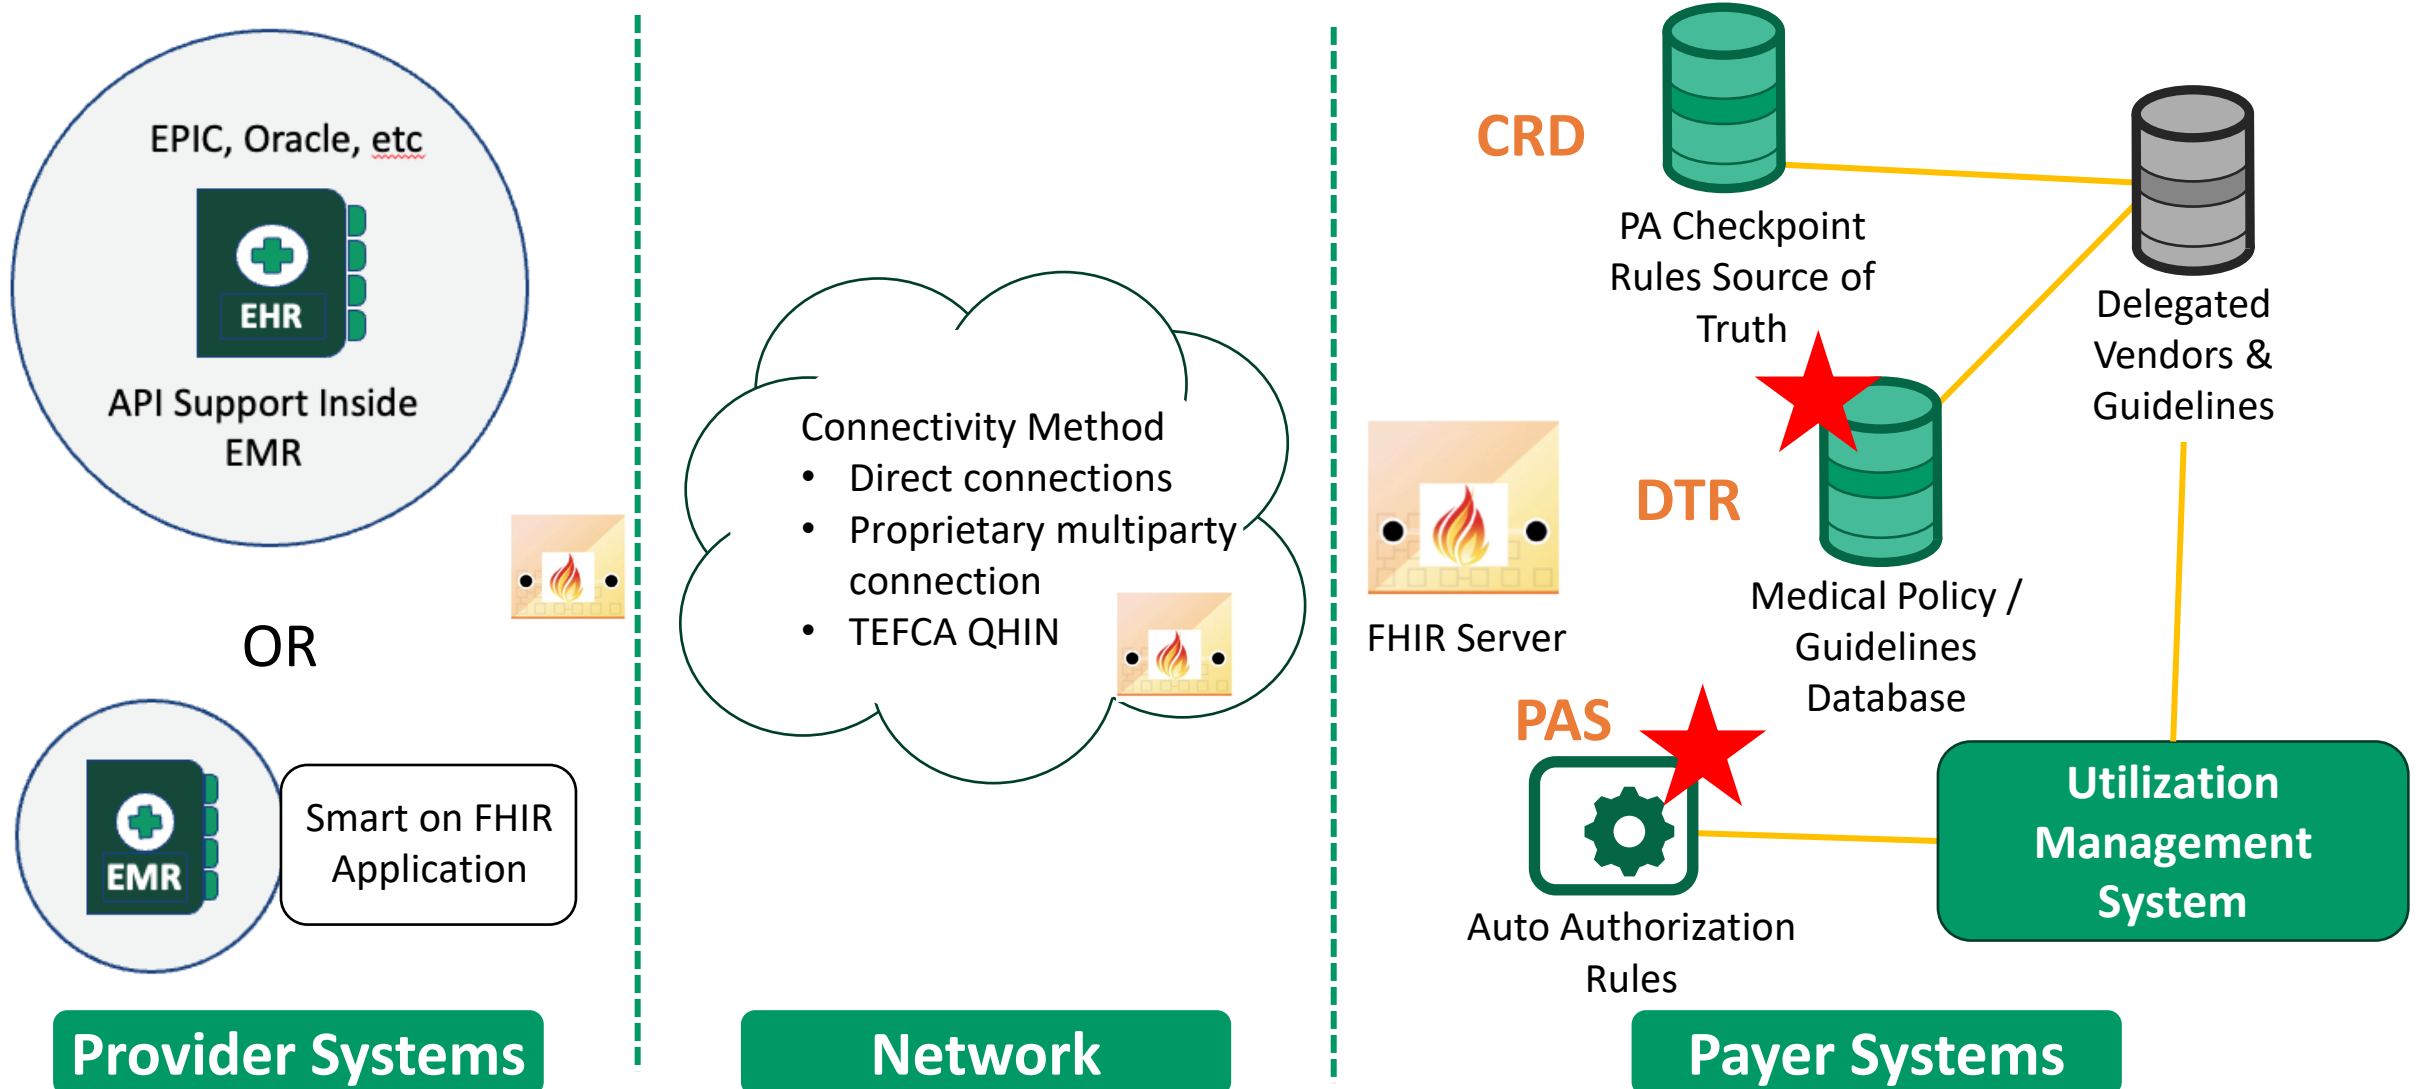 EPIC, Oracle, etc
EHR
API Support Inside
EMR
OR
EMR
Smart on FHIR
Application
Provider Systems
Connectivity Method
• Direct connections
• Proprietary multiparty
connection
• TEFCA QHIN
Network
CRD
PA Checkpoint
Rules Source of
Truth
Delegated
Vendors &
Guidelines
FHIR Server
DTR
Medical Policy /
Guidelines
Database
PAS
Auto Authorization
Rules
Utilization
Management
System
Payer Systems